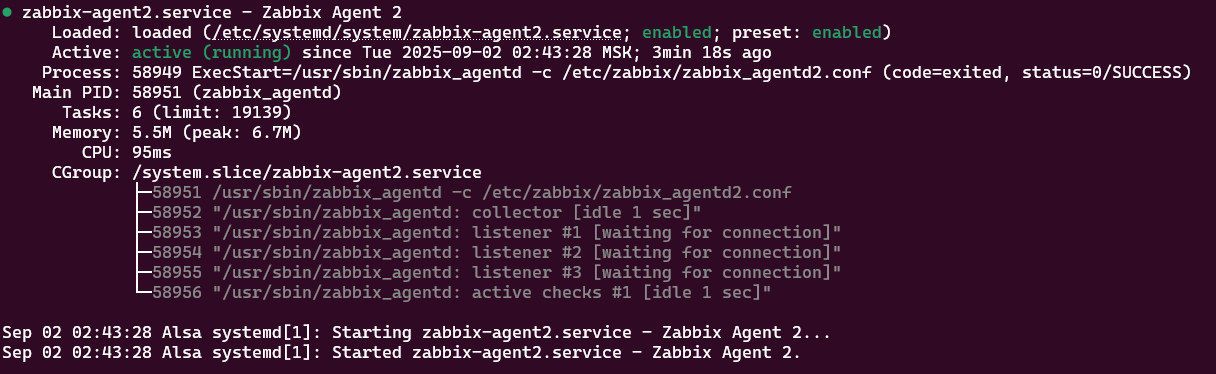 ● zabbix-agent2.service - Zabbix Agent 2
Loaded: loaded (/etc/systemd/system/zabbix-agent2.service; enabled; preset: enabled)
Active: active (running) since Tue 2025-09-02 02:43:28 MSK; 3min 18s ago
Process: 58949 ExecStart=/usr/sbin/zabbix_agentd -c /etc/zabbix/zabbix_agentd2.conf (code=exited, status=0/SUCCESS)
Main PID: 58951 (zabbix_agentd)
Tasks: 6 (limit: 19139)
Memory: 5.5M (peak: 6.7M)
CPU: 95ms
CGroup: /system.slice/zabbix-agent2.service
├─58951 /usr/sbin/zabbix_agentd -c /etc/zabbix/zabbix_agentd2.conf
├─58952 "/usr/sbin/zabbix_agentd: collector [idle 1 sec]"
├─58953 "/usr/sbin/zabbix_agentd: listener #1 [waiting for connection]"
├─58954 "/usr/sbin/zabbix_agentd: listener #2 [waiting for connection]"
├─58955 "/usr/sbin/zabbix_agentd: listener #3 [waiting for connection]"
└─58956 "/usr/sbin/zabbix_agentd: active checks #1 [idle 1 sec]"
Sep 02 02:43:28 Alsa systemd[1]: Starting zabbix-agent2.service - Zabbix Agent 2...
Sep 02 02:43:28 Alsa systemd[1]: Started zabbix-agent2.service - Zabbix Agent 2.